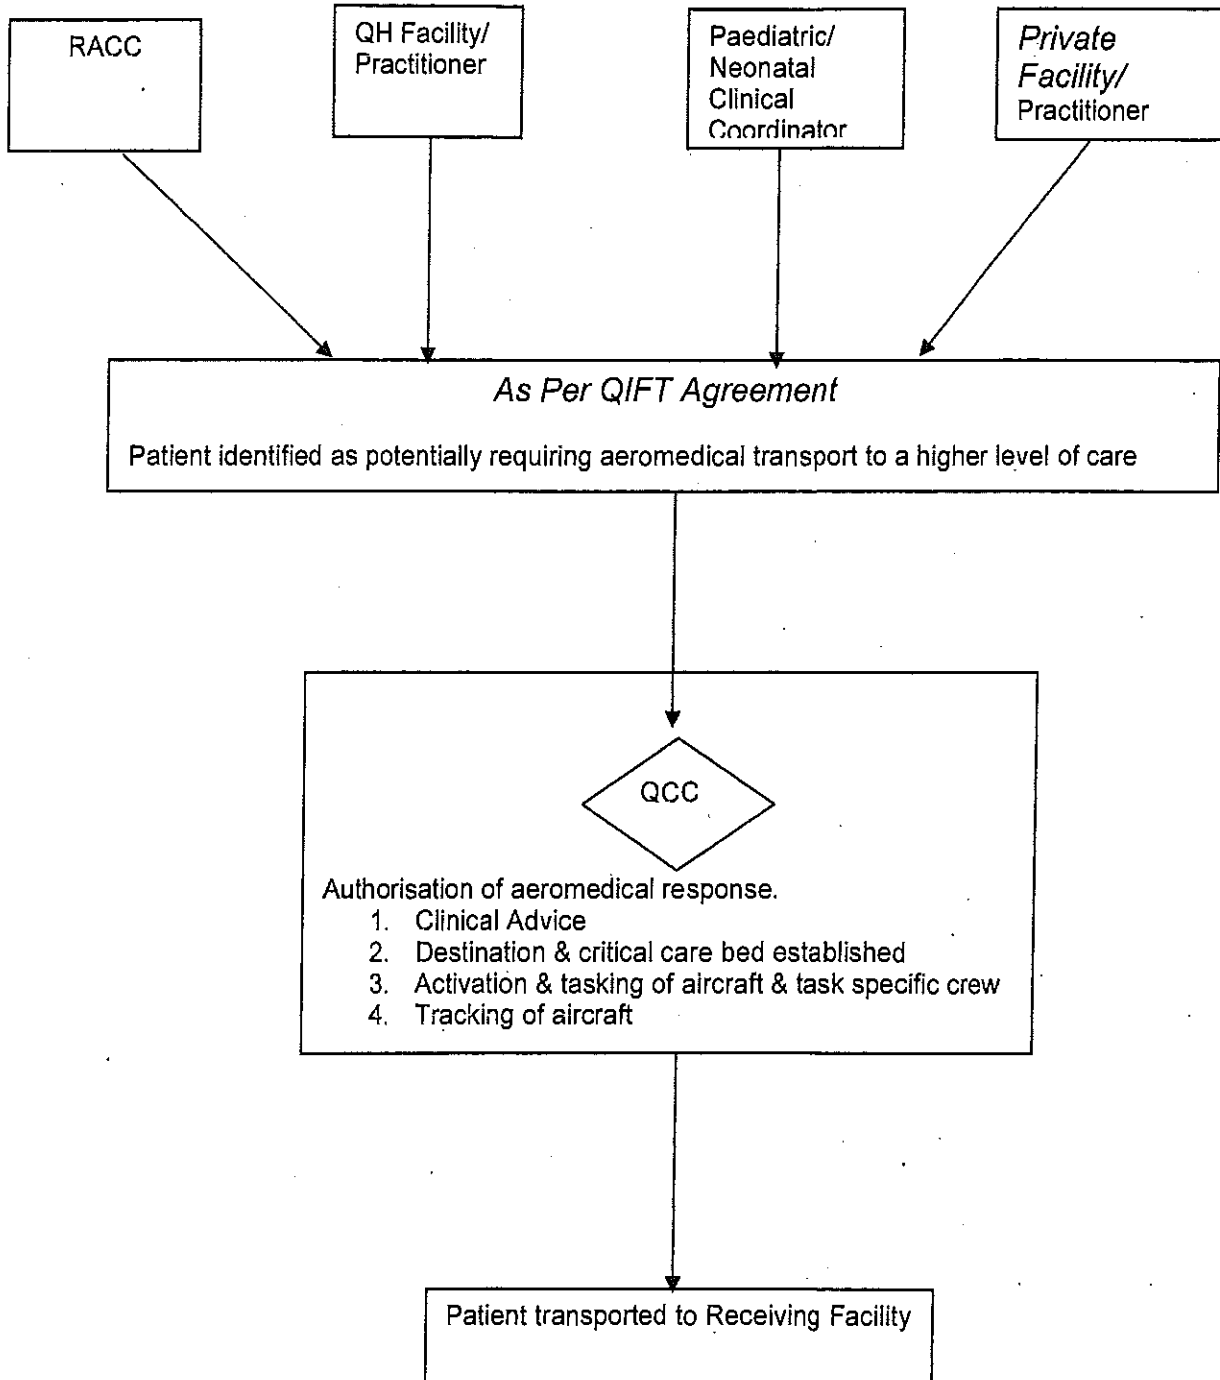 RACC
QH Facility/
Practitioner
Paediatric/
Neonatal
Clinical
Coordinator
Private
Facility/
Practitioner
As Per QIFT Agreement
Patient identified as potentially requiring aeromedical transport to a higher level of care
QCC
Authorisation of aeromedical response.
1. Clinical Advice
2. Destination & critical care bed established
3. Activation & tasking of aircraft & task specific crew
4. Tracking of aircraft
Patient transported to Receiving Facility